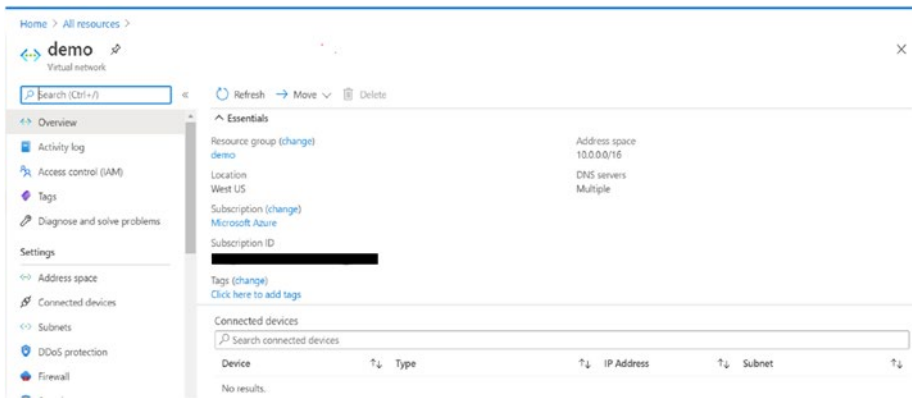 Home > All resources >
demo
Virtual network
Search (Ctrl+/)
Overview
Activity log
Access control (IAM)
Tags
Diagnose and solve problems
Settings
Address space
Connected devices
Subnets
DDoS protection
Firewall
Refresh Move Delete
Essentials
Resource group (change)
demo
Location
West US
Subscription (change)
Microsoft Azure
Subscription ID
Tags (change)
Click here to add tags
Address space
10.0.0.0/16
DNS servers
Multiple
Connected devices
Search connected devices
Device Type IP Address Subnet
No results.